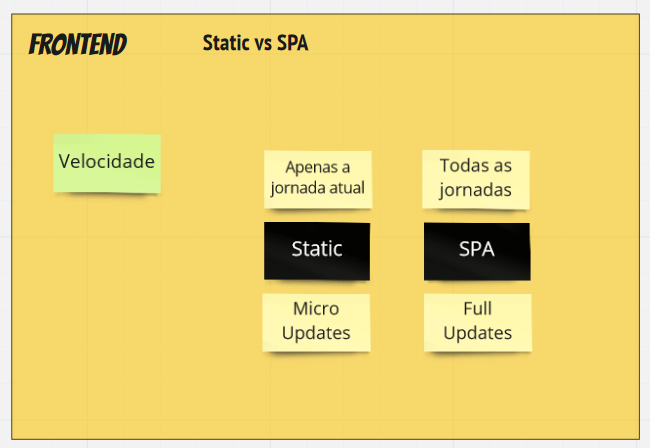 FRONTEND
Static vs SPA
Velocidade
Apenas a
jornada atual
Todas as
jornadas
Static
SPA
Micro
Updates
Full
Updates